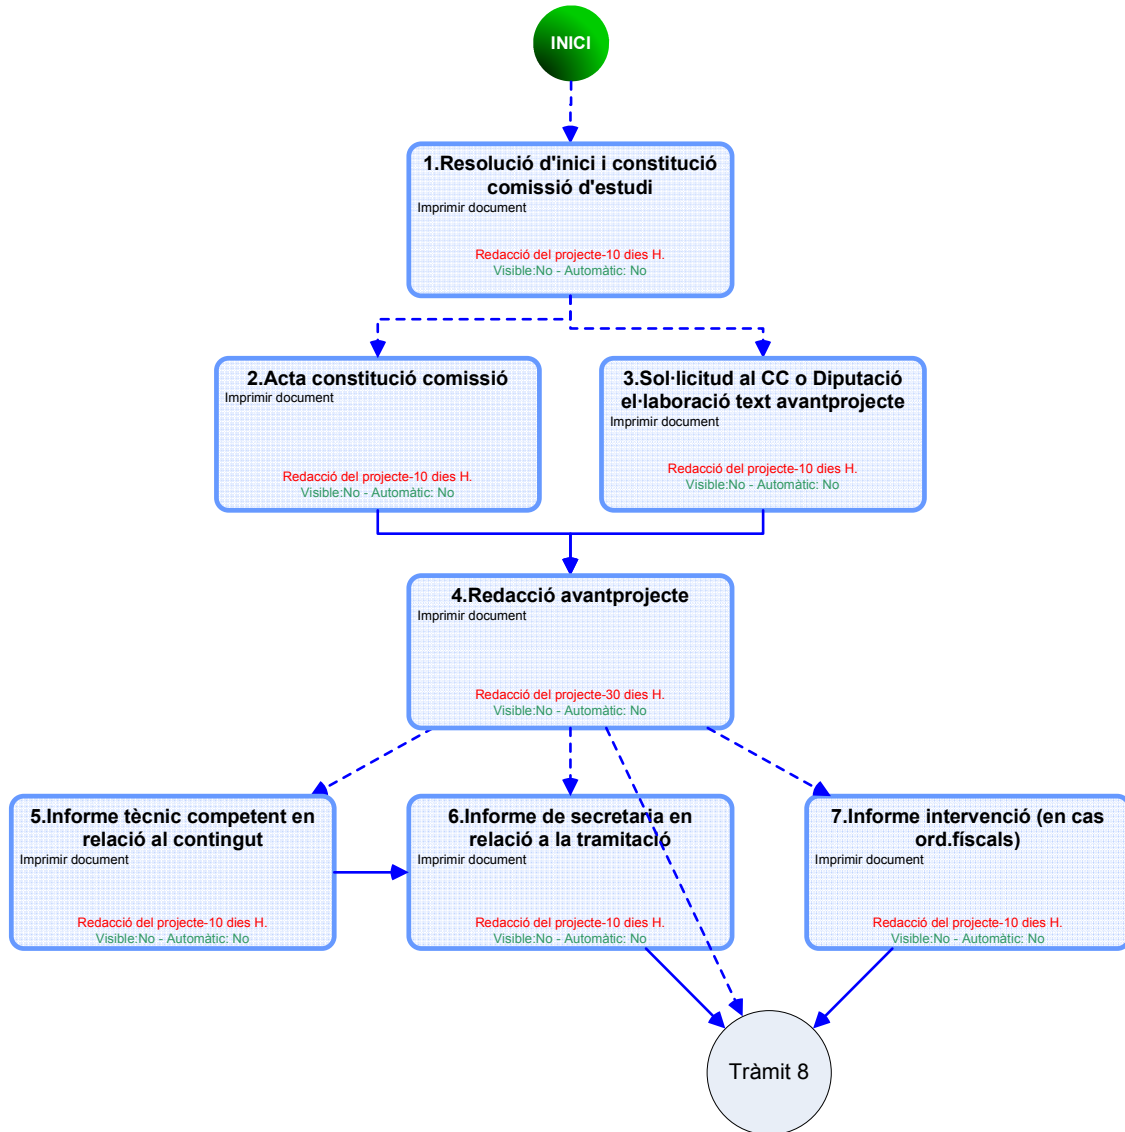 INICI
1.Resolució d'inici i constitució
comissió d'estudi
Imprimir document
Redacció del projecte-10 dies H.
Visible:No - Automàtic: No
2.Acta constitució comissió
Imprimir document
Redacció del projecte-10 dies H.
Visible:No - Automàtic: No
3.Sol·licitud al CC o Diputació
el·laboració text avantprojecte
Imprimir document
Redacció del projecte-10 dies H.
Visible:No - Automàtic: No
4.Redacció avantprojecte
Imprimir document
Redacció del projecte-30 dies H.
Visible:No - Automàtic: No
5.Informe tècnic competent en
relació al contingut
Imprimir document
Redacció del projecte-10 dies H.
Visible:No - Automàtic: No
6.Informe de secretaria en
relació a la tramitació
Imprimir document
Redacció del projecte-10 dies H.
Visible:No - Automàtic: No
7.Informe intervenció (en cas
ord.físcals)
Imprimir document
Redacció del projecte-10 dies H.
Visible:No - Automàtic: No
Tràmit 8